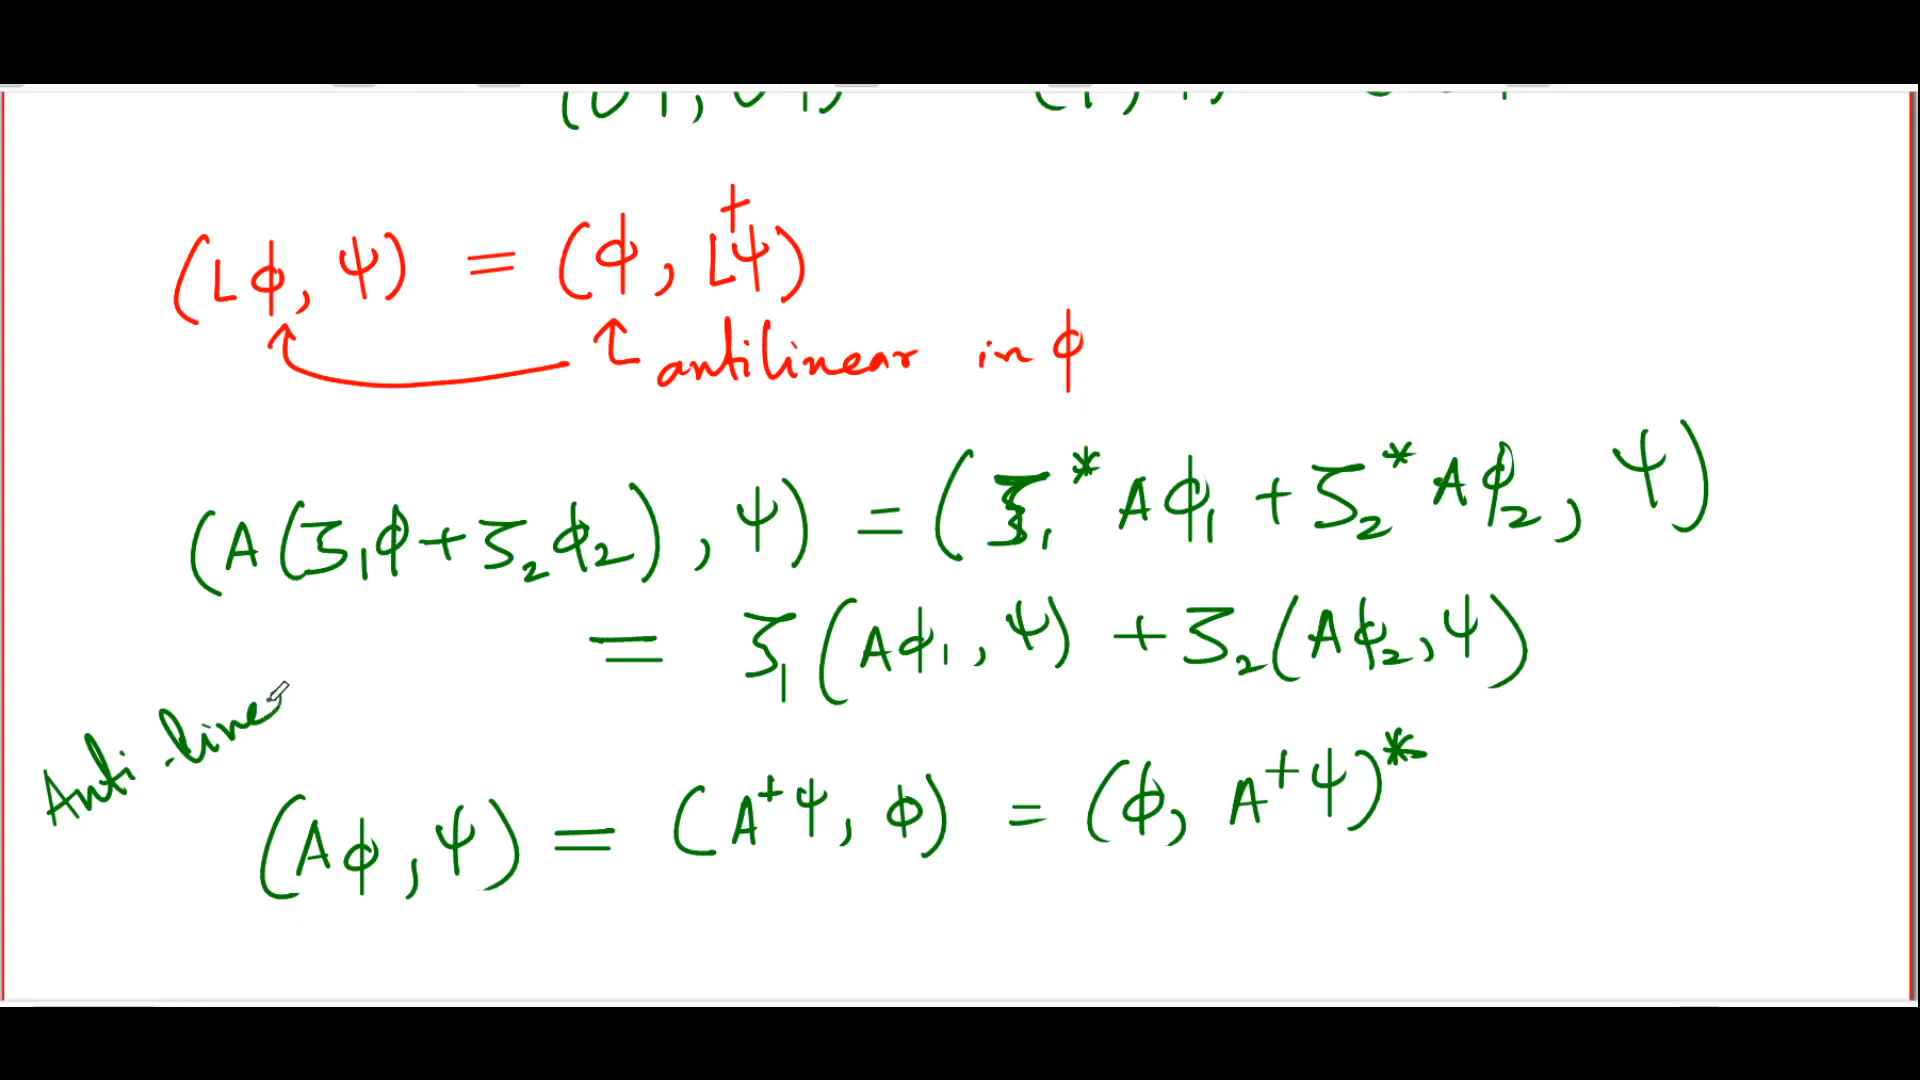 (Lϕ, ψ) = (ϕ, L†ψ)
antilinear in ϕ
(A(ξ₁ϕ + ξ₂ϕ₂), ψ) = (ξ₁* Aϕ₁ + ξ₂* Aϕ₂, ψ)
= ξ₁(Aϕ₁, ψ) + ξ₂(Aϕ₂, ψ)
Anti-line
(Aϕ, ψ) = (A†ψ, ϕ) = (ϕ, A†ψ)*